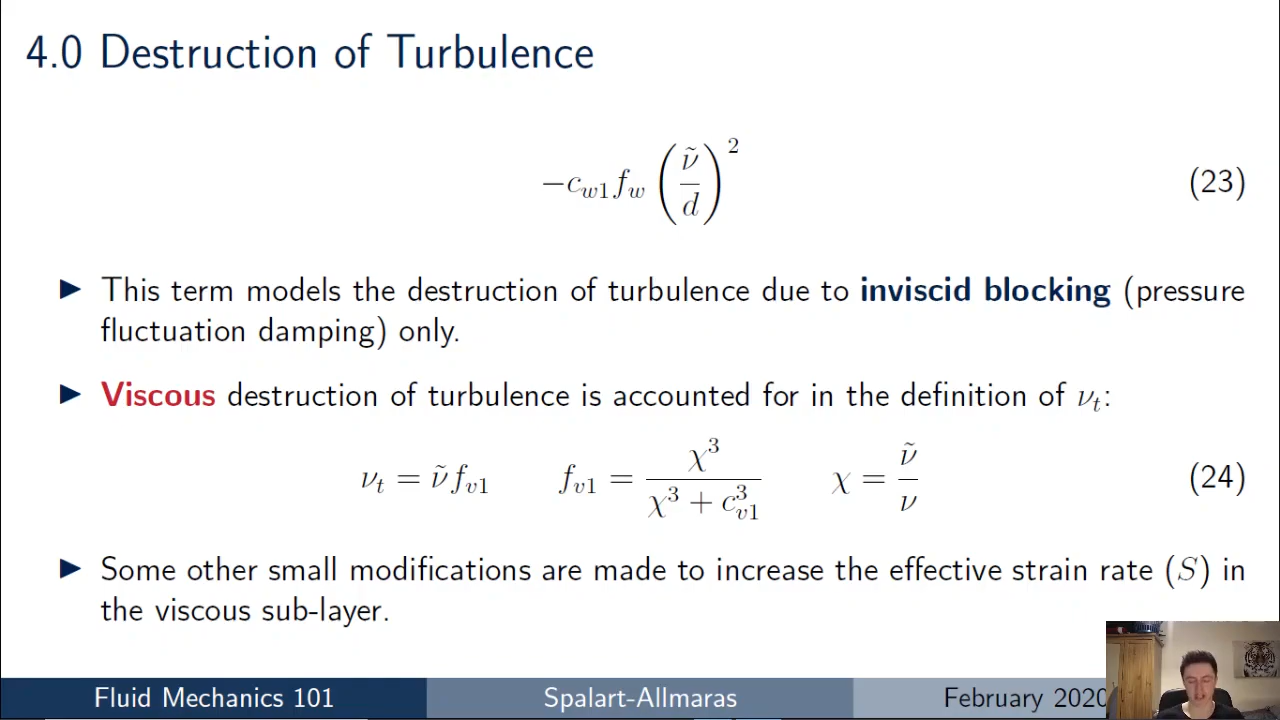 4.0 Destruction of Turbulence
−c_{w1} f_w (ν̃/d)^2 (23)
▶ This term models the destruction of turbulence due to inviscid blocking (pressure
fluctuation damping) only.
▶ Viscous destruction of turbulence is accounted for in the definition of ν_t:
ν_t = ν̃ f_{v1} f_{v1} = χ^3/(χ^3 + c_{v1}^3) χ = ν̃/ν (24)
▶ Some other small modifications are made to increase the effective strain rate (S) in
the viscous sub-layer.
Fluid Mechanics 101 Spalart-Allmaras February 2020